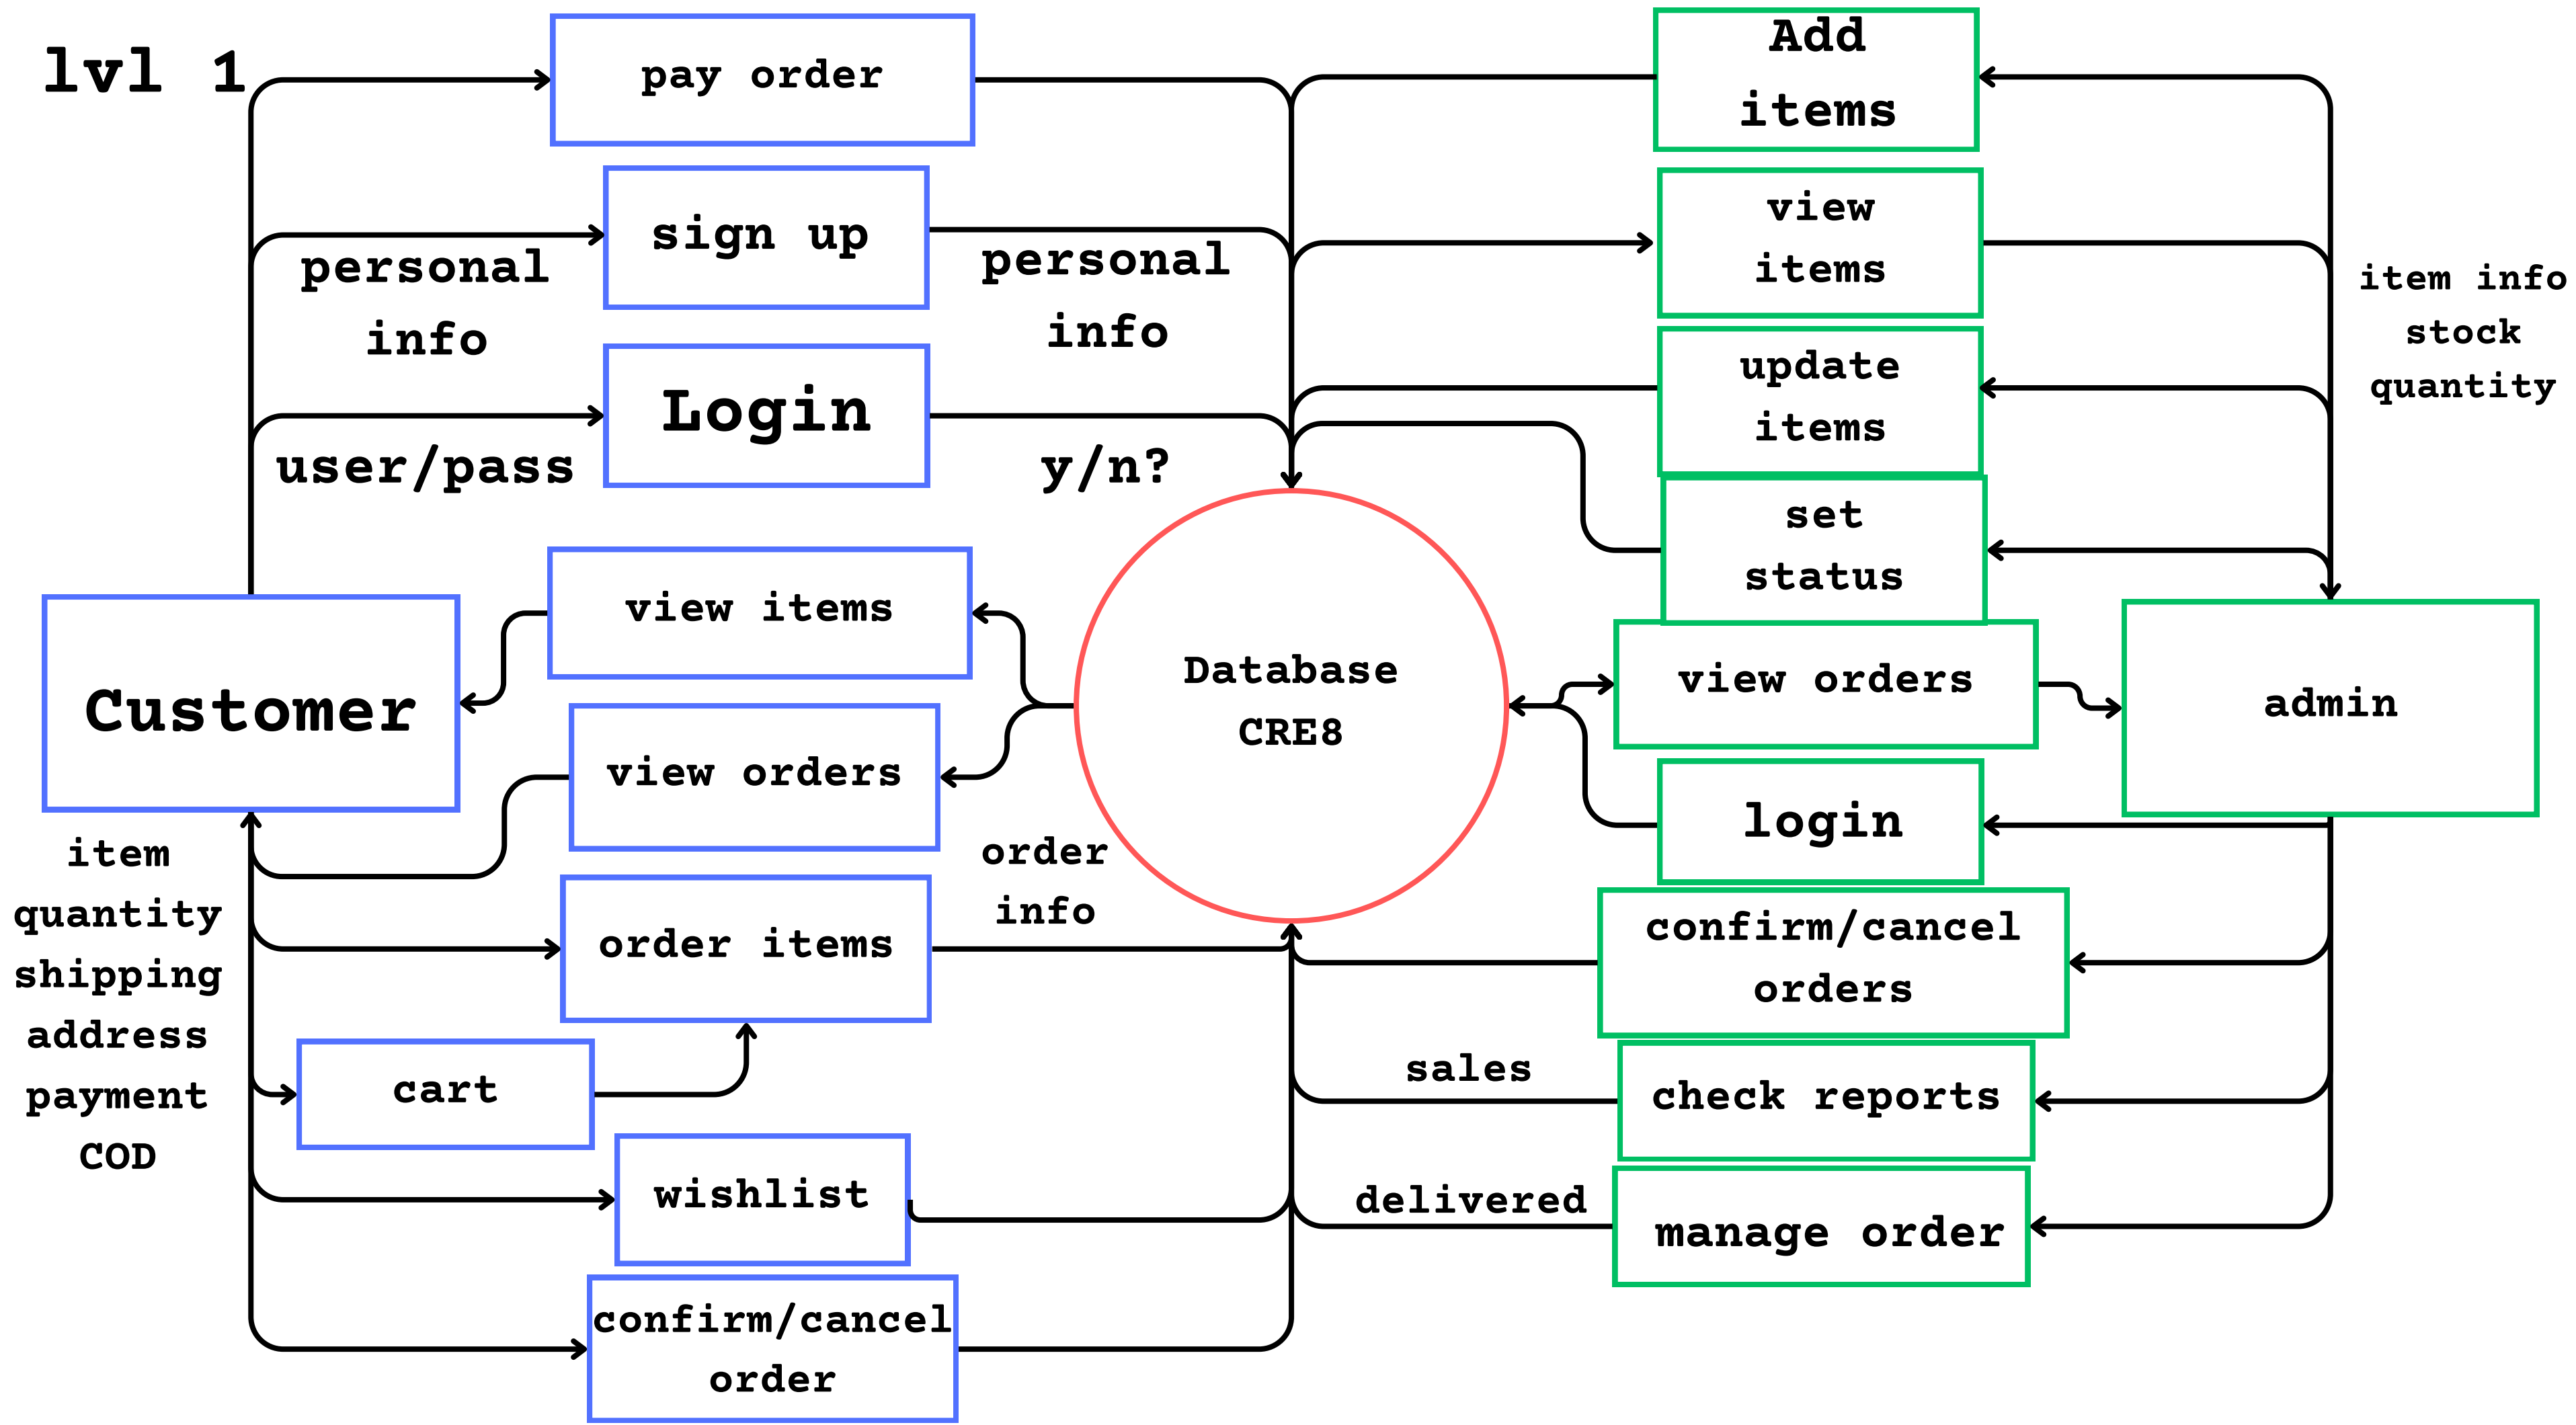 lvl 1
pay order
sign up
personal
info
personal
info
Login
user/pass
y/n?
view items
Customer
view orders
item
quantity
shipping
address
payment
COD
order
info
order items
cart
wishlist
confirm/cancel
order
Database
CRE8
Add
items
view
items
update
items
set
status
item info
stock
quantity
view orders
admin
login
confirm/cancel
orders
sales
check reports
delivered
manage order